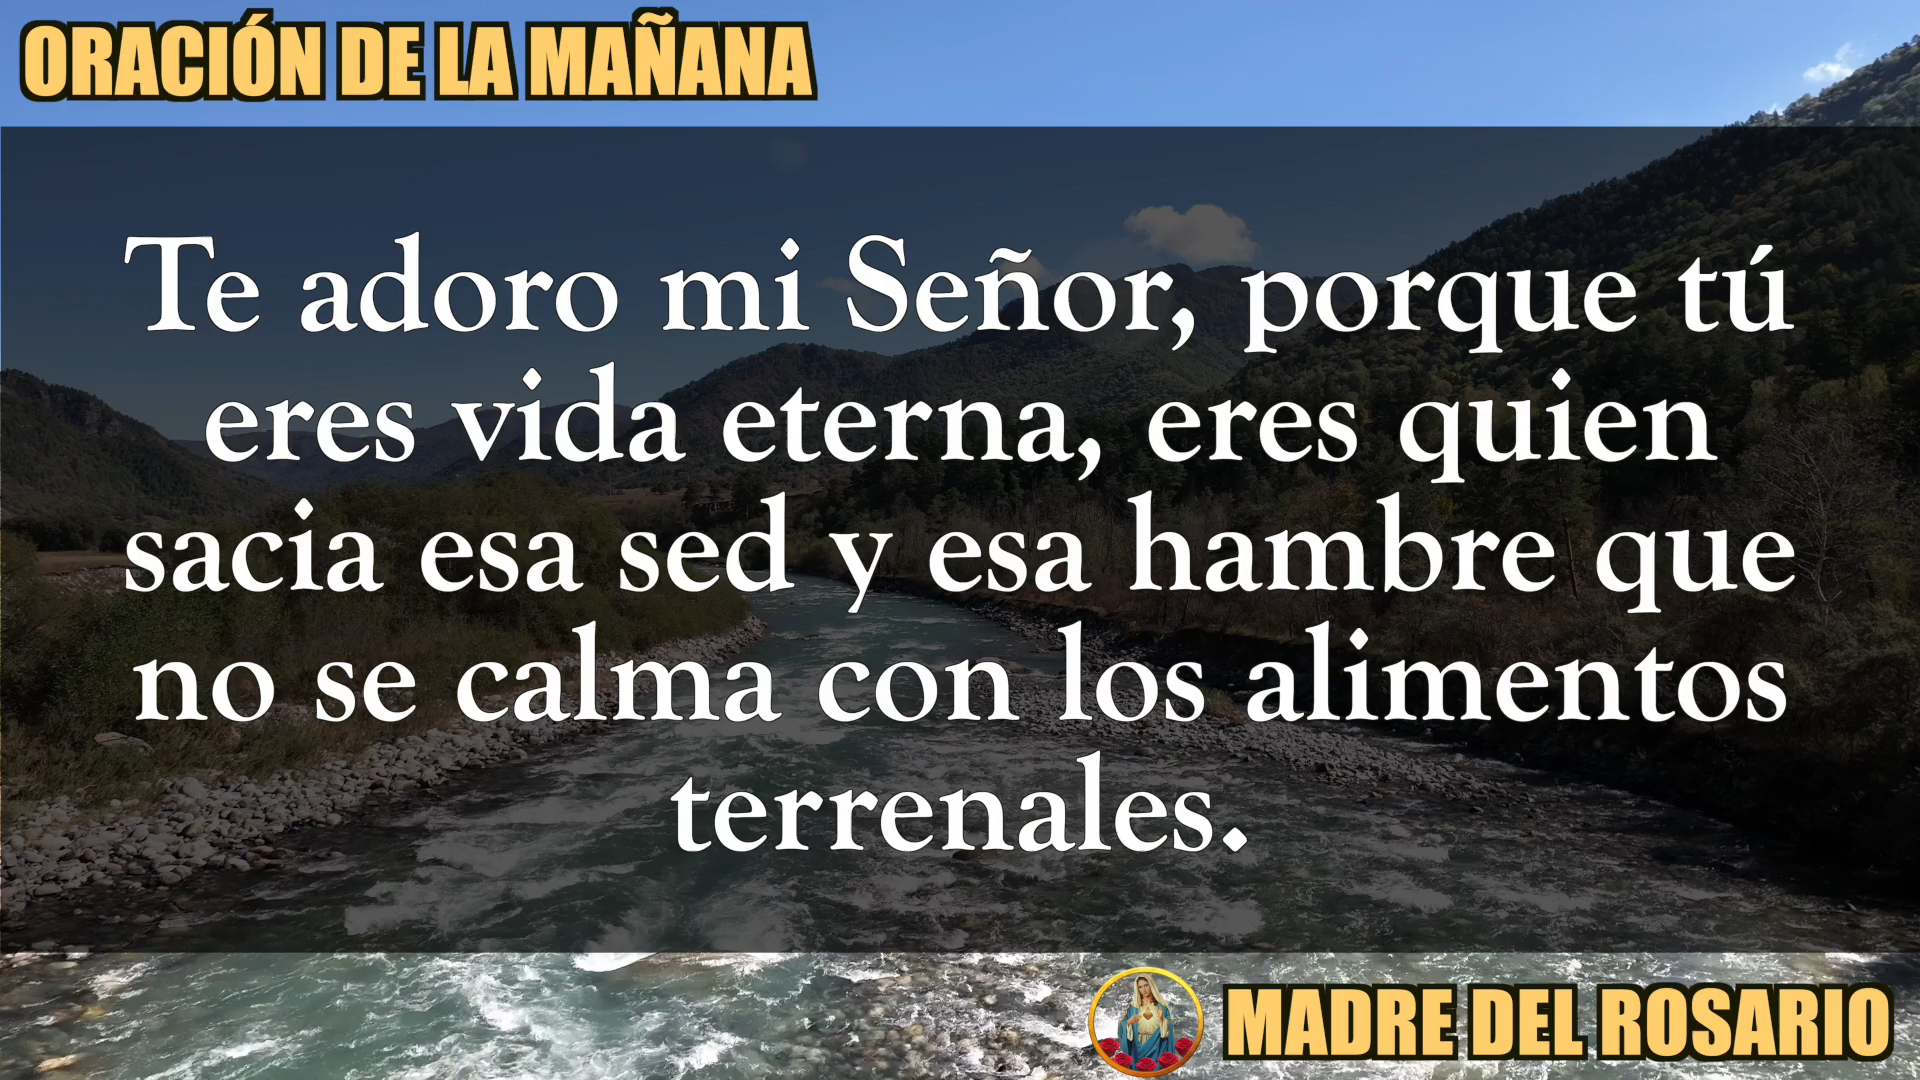 ORACIÓN DE LA MAÑANA
Te adoro mi Señor, porque tú
eres vida eterna, eres quien
sacia esa sed y esa hambre que
no se calma con los alimentos
terrenales.
MADRE DEL ROSARIO